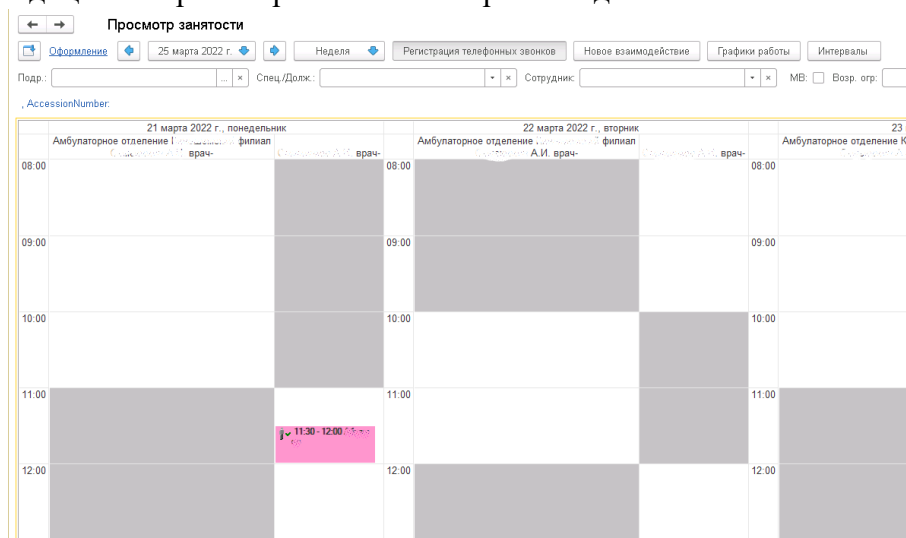 Просмотр занятости
Оформление 25 марта 2022 г. Неделя Регистрация телефонных звонков Новое взаимодействие Графики работы Интервалы
Подр.: ... × Спец./Долж.: × Сотрудник: × МВ: Возр. огр:
, AccessionNumber:
21 марта 2022 г., понедельник 22 марта 2022 г., вторник 23
Амбулаторное отделение филиал Амбулаторное отделение филиал Амбулаторное отделение К
врач- врач- А.И. врач- врач-
08:00 08:00 08:00
09:00 09:00 09:00
10:00 10:00 10:00
11:00 11:00 11:00
11:30 - 12:00
12:00 12:00 12:00